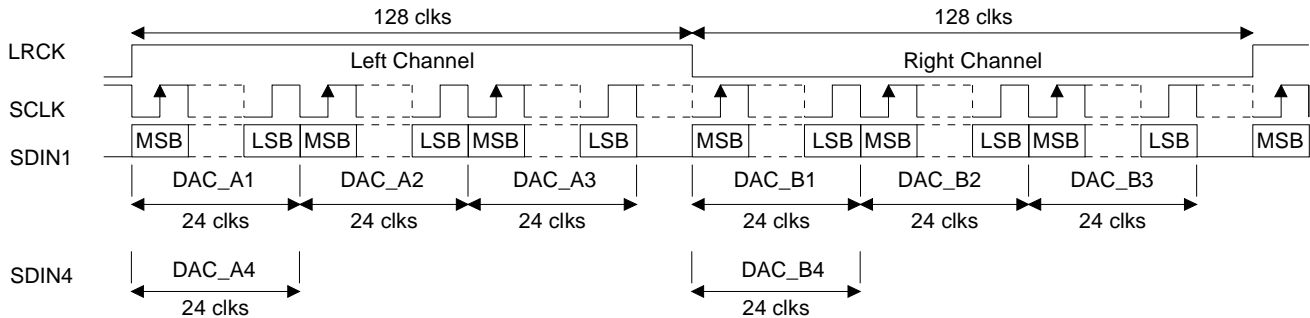 128 clks 128 clks
LRCK Left Channel Right Channel
SCLK
SDIN1 MSB LSB MSB LSB MSB LSB MSB LSB MSB LSB MSB LSB MSB
DAC_A1 DAC_A2 DAC_A3 DAC_B1 DAC_B2 DAC_B3
24 clks 24 clks 24 clks 24 clks 24 clks 24 clks
SDIN4 DAC_A4 DAC_B4
24 clks 24 clks